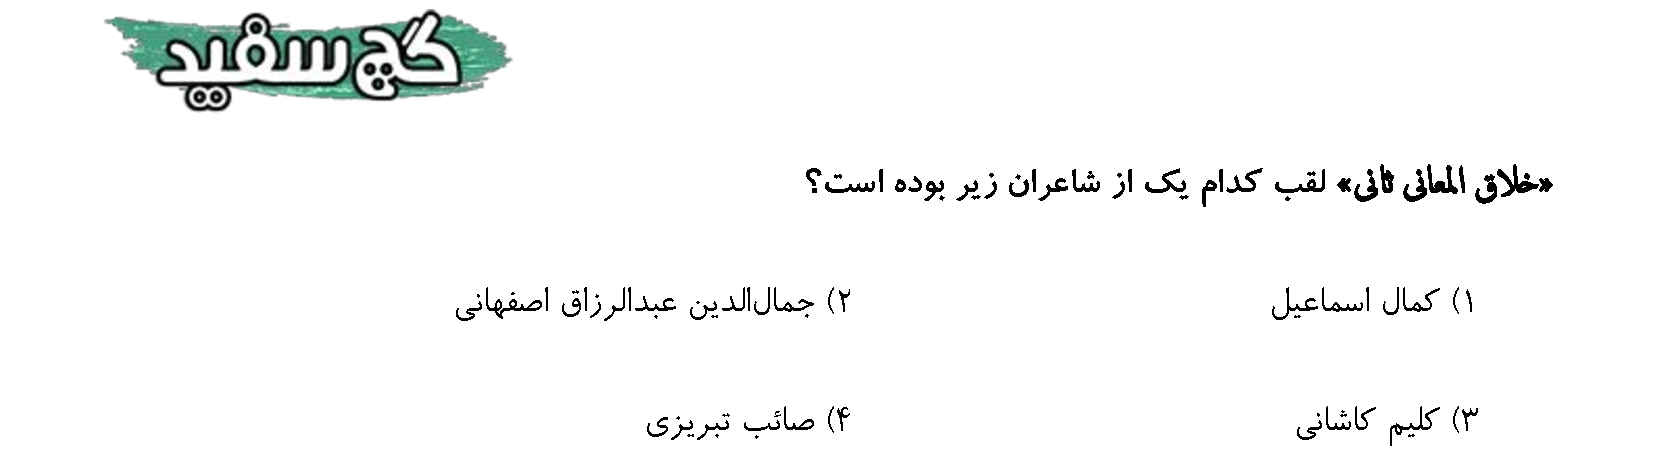 گچ سفید
«خلاق المعانی ثانی» لقب کدام یک از شاعران زیر بوده است؟
۱) کمال اسماعیل
۲) جمال‌الدین عبدالرزاق اصفهانی
۳) کلیم کاشانی
۴) صائب تبریزی